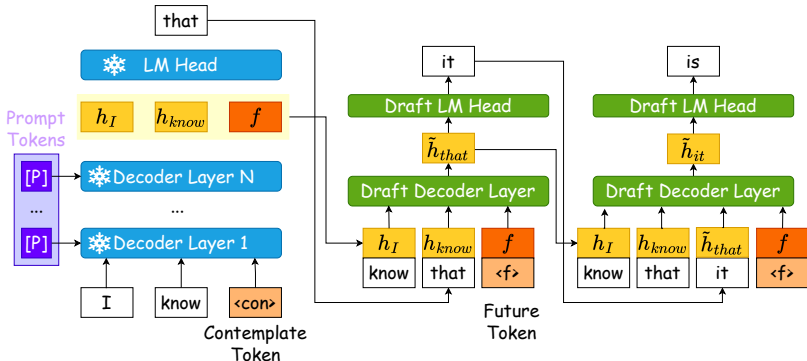 that
LM Head
Prompt
Tokens
h_I
h_know
f
[P]
Decoder Layer N
...
...
[P]
Decoder Layer 1
I
know
<con>
Contemplate
Token
it
Draft LM Head
h̃_that
Draft Decoder Layer
h_I
h_know
f
know
that
<f>
Future
Token
is
Draft LM Head
h̃_it
Draft Decoder Layer
h_I
h_know
h̃_that
f
know
that
it
<f>